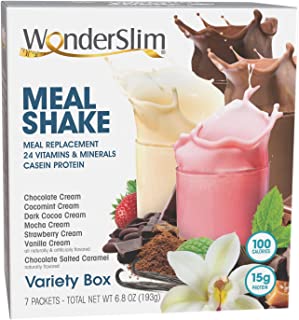 WonderSlim
MEAL
SHAKE
MEAL REPLACEMENT
24 VITAMINS & MINERALS
CASEIN PROTEIN
Chocolate Cream
Cocomint Cream
Dark Cocoa Cream
Mocha Cream
Strawberry Cream
Vanilla Cream
all naturally & artificially flavored
Chocolate Salted Caramel
naturally flavored
Variety Box
7 PACKETS - TOTAL NET WT 6.8 OZ (193g)
100
CALORIES
15g
PROTEIN